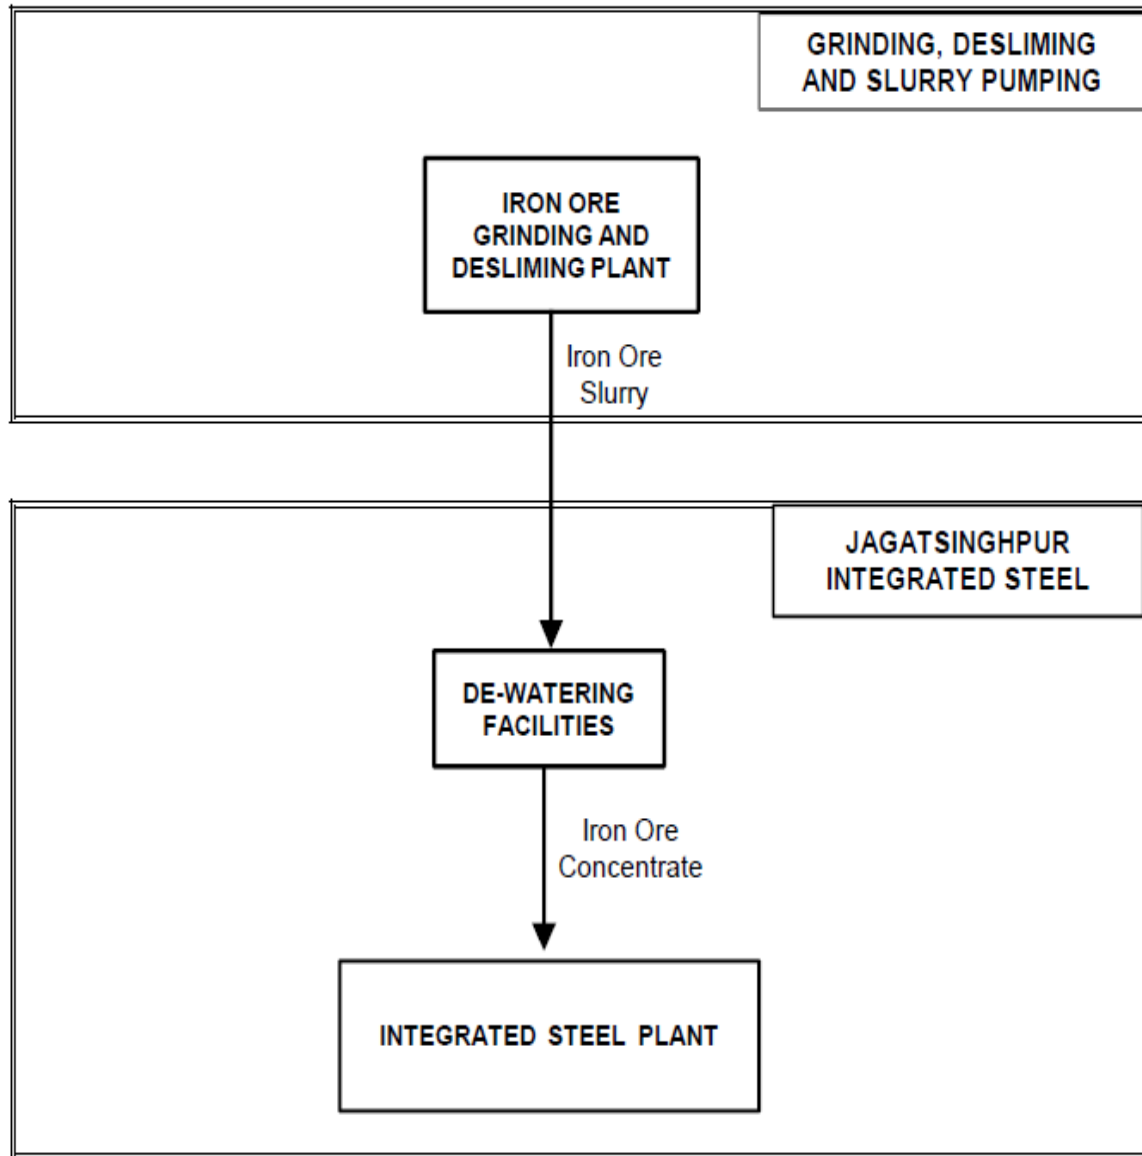 GRINDING, DESLIMING
AND SLURRY PUMPING
IRON ORE
GRINDING AND
DESLIMING PLANT
Iron Ore
Slurry
JAGATSINGHPUR
INTEGRATED STEEL
DE-WATERING
FACILITIES
Iron Ore
Concentrate
INTEGRATED STEEL PLANT